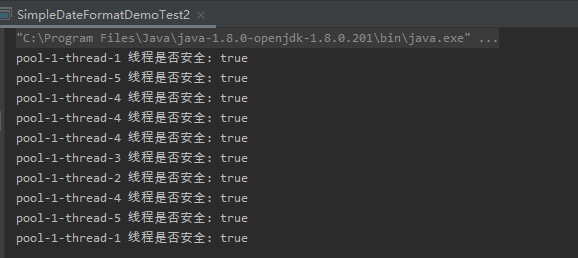 SimpleDateFormatDemoTest2 ×
"C:\Program Files\Java\java-1.8.0-openjdk-1.8.0.201\bin\java.exe" ...
pool-1-thread-1 线程是否安全: true
pool-1-thread-5 线程是否安全: true
pool-1-thread-4 线程是否安全: true
pool-1-thread-4 线程是否安全: true
pool-1-thread-4 线程是否安全: true
pool-1-thread-3 线程是否安全: true
pool-1-thread-2 线程是否安全: true
pool-1-thread-4 线程是否安全: true
pool-1-thread-5 线程是否安全: true
pool-1-thread-1 线程是否安全: true